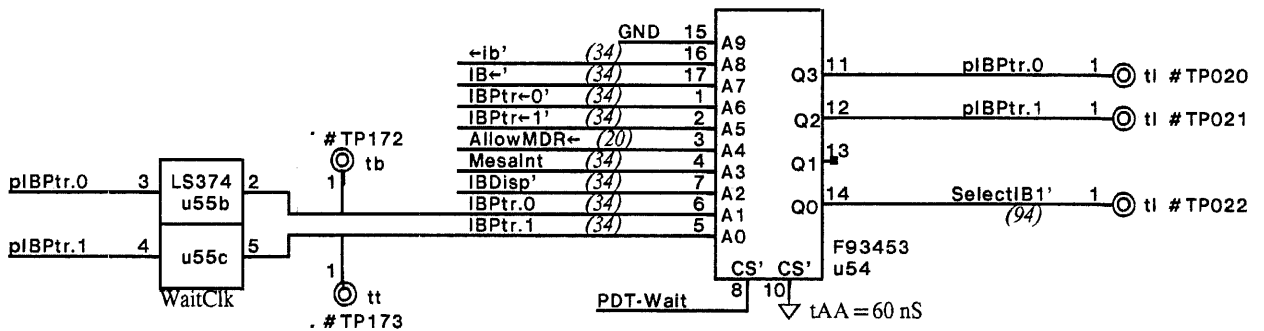 GND 15 A9
←ib' (34) 16 A8
IB←' (34) 17 A7
IBPtr←0' (34) 1 A6
IBPtr←1' (34) 2 A5
AllowMDR← (20) 3 A4
MesaInt (34) 4 A3
IBDisp' (34) 7 A2
IBPtr.0 (34) 6 A1
IBPtr.1 (34) 5 A0
Q3 11 pIBPtr.0 1 tl #TP020
Q2 12 pIBPtr.1 1 tl #TP021
Q1 13
Q0 14 SelectIB1' 1 tl #TP022
(94)
F93453
u54
CS' CS'
8 10
PDT-Wait
tAA = 60 nS
#TP172
tb
1
pIBPtr.0 3 LS374 2
u55b
pIBPtr.1 4 u55c 5
WaitClk
1
tt
#TP173